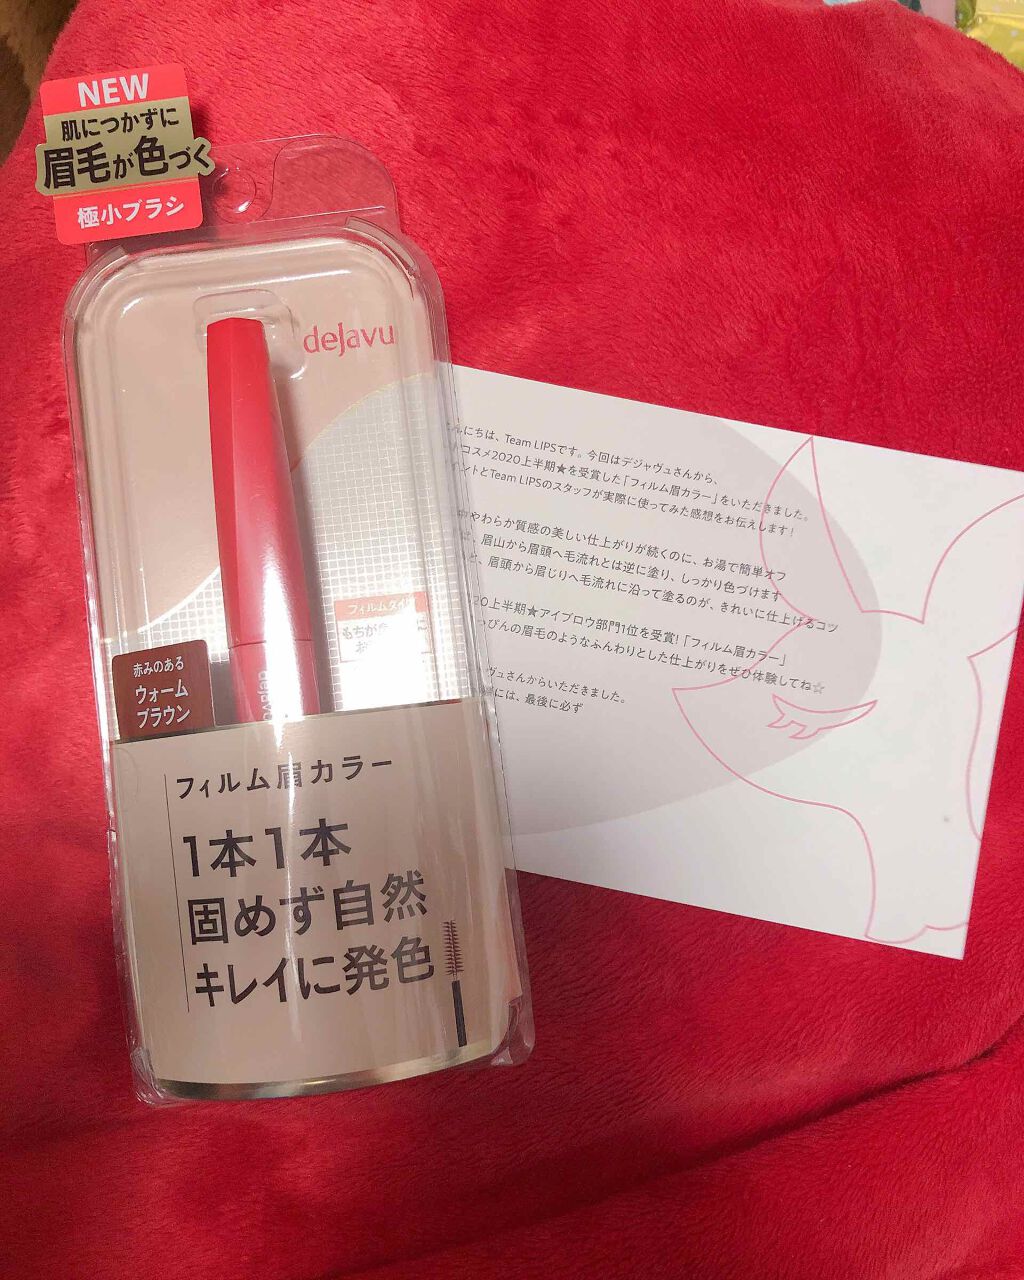 NEW
肌につかずに
眉毛が色づく
極小ブラシ
dejavu
フィルムタイプ
もちが
赤みのある
ウォーム
ブラウン
dejavu
フィルム眉カラー
1本1本
固めず自然
キレイに発色
にちは、Team LIPSです。今回はデジャヴュさんから、
コスメ2020上半期★を受賞した「フィルム眉カラー」をいただきました。
イントとTeam LIPSのスタッフが実際に使ってみた感想をお伝えします!
中やわらか質感の美しい仕上がりが続くのに、お湯で簡単オフ
、眉山から眉頭へ毛流れとは逆に塗り、しっかり色づけます
と、眉頭から眉じりへ毛流れに沿って塗るのが、きれいに仕上げるコツ
0上半期★アイブロウ部門1位を受賞!「フィルム眉カラー」
っぴんの眉毛のようなふんわりとした仕上がりをぜひ体験してね☆
ヴュさんからいただきました。
には、最後に必ず